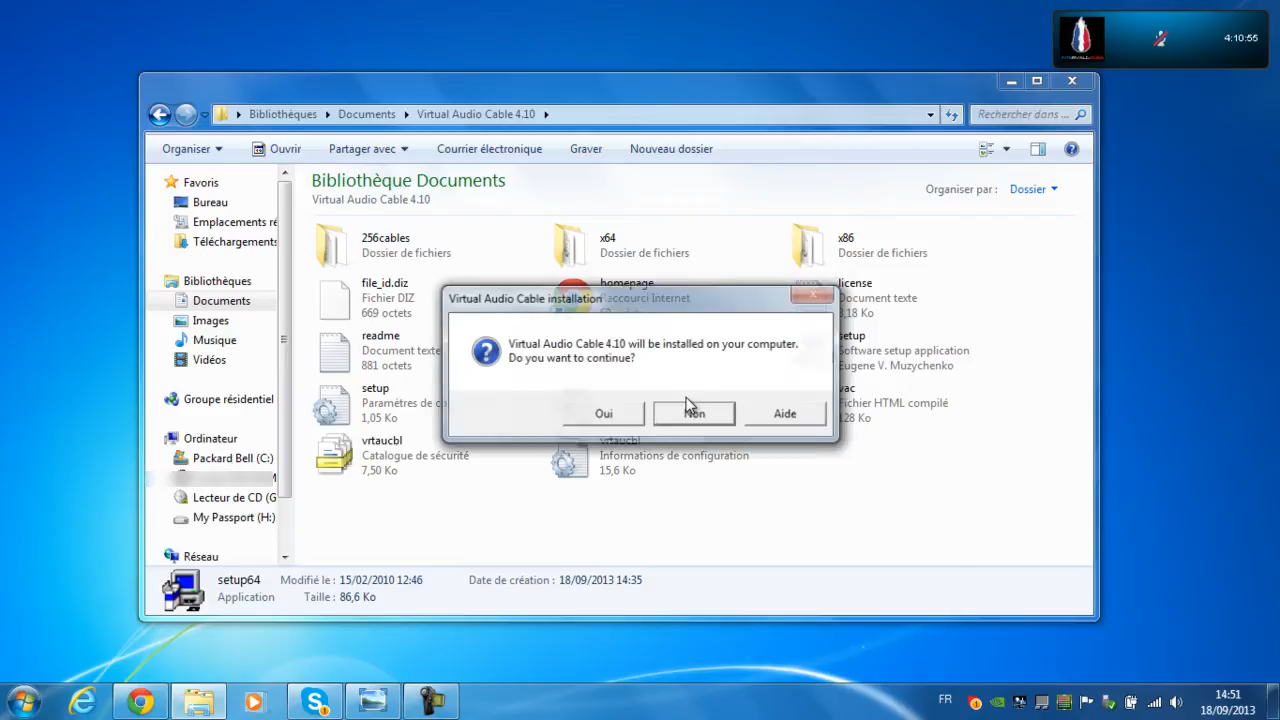 4:10:55
Bibliothèques
Documents
Virtual Audio Cable 4.10
Rechercher dans ...
Organiser
Ouvrir
Partager avec
Courrier électronique
Graver
Nouveau dossier
Favoris
Bureau
Emplacements ré
Téléchargements
Bibliothèques
Documents
Images
Musique
Vidéos
Groupe résidentiel
Ordinateur
Packard Bell (C:)
Lecteur de CD (G
My Passport (H:)
Réseau
Bibliothèque Documents
Virtual Audio Cable 4.10
Organiser par :
Dossier
256cables
Dossier de fichiers
x64
Dossier de fichiers
x86
Dossier de fichiers
file_id.diz
Fichier DIZ
669 octets
homepage
Raccourci Internet
license
Document texte
readme
Document texte
881 octets
setup
Software setup application
Eugene V. Muzychenko
setup
Paramètres de co
1,05 Ko
vac
Fichier HTML compilé
vrtaucbl
Catalogue de sécurité
7,50 Ko
vrtaucbl
Informations de configuration
15,6 Ko
Virtual Audio Cable installation
Virtual Audio Cable 4.10 will be installed on your computer.
Do you want to continue?
Oui
Non
Aide
setup64
Modifié le : 15/02/2010 12:46
Date de création : 18/09/2013 14:35
Application
Taille : 86,6 Ko
FR
14:51
18/09/2013